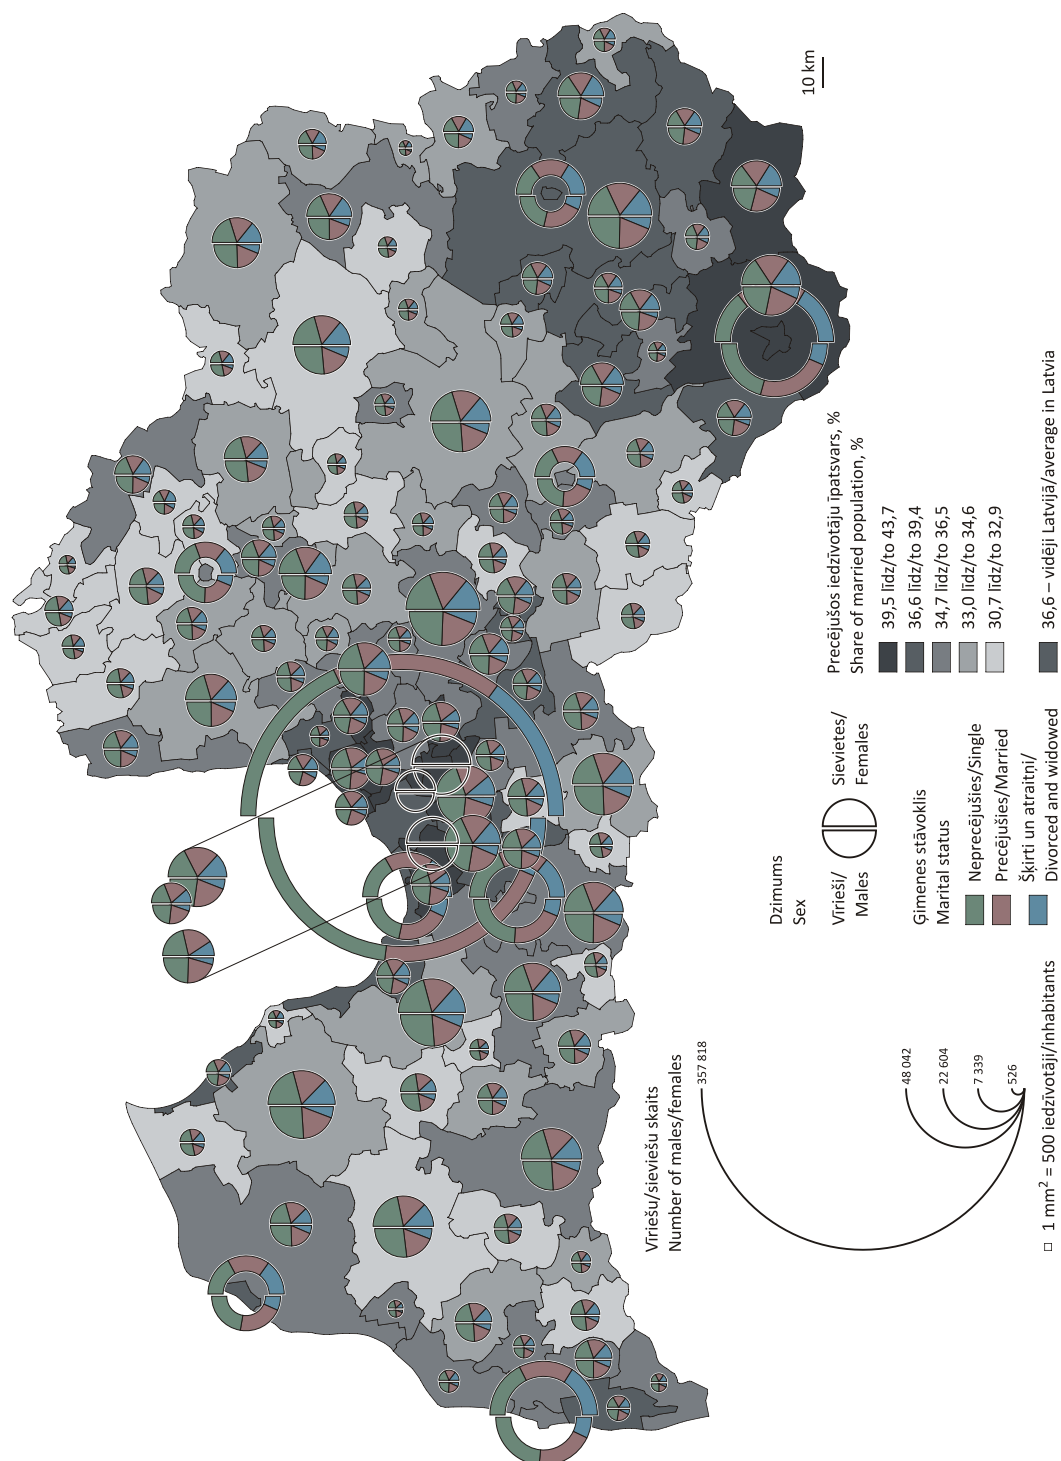 10 km
Precējušos iedzīvotāju īpatsvars, %
Share of married population, %
39,5 līdz/to 43,7
36,6 līdz/to 39,4
34,7 līdz/to 36,5
33,0 līdz/to 34,6
30,7 līdz/to 32,9
36,6 – vidēji Latvijā/average in Latvia
Dzimums
Sex
Vīrieši/
Males
Sievietes/
Females
Ģimenes stāvoklis
Marital status
Neprecējušies/Single
Precējušies/Married
Šķirti un atraitņi/
Divorced and widowed
Vīriešu/sieviešu skaits
Number of males/females
357 818
48 042
22 604
7 339
526
1 mm² = 500 iedzīvotāji/inhabitants